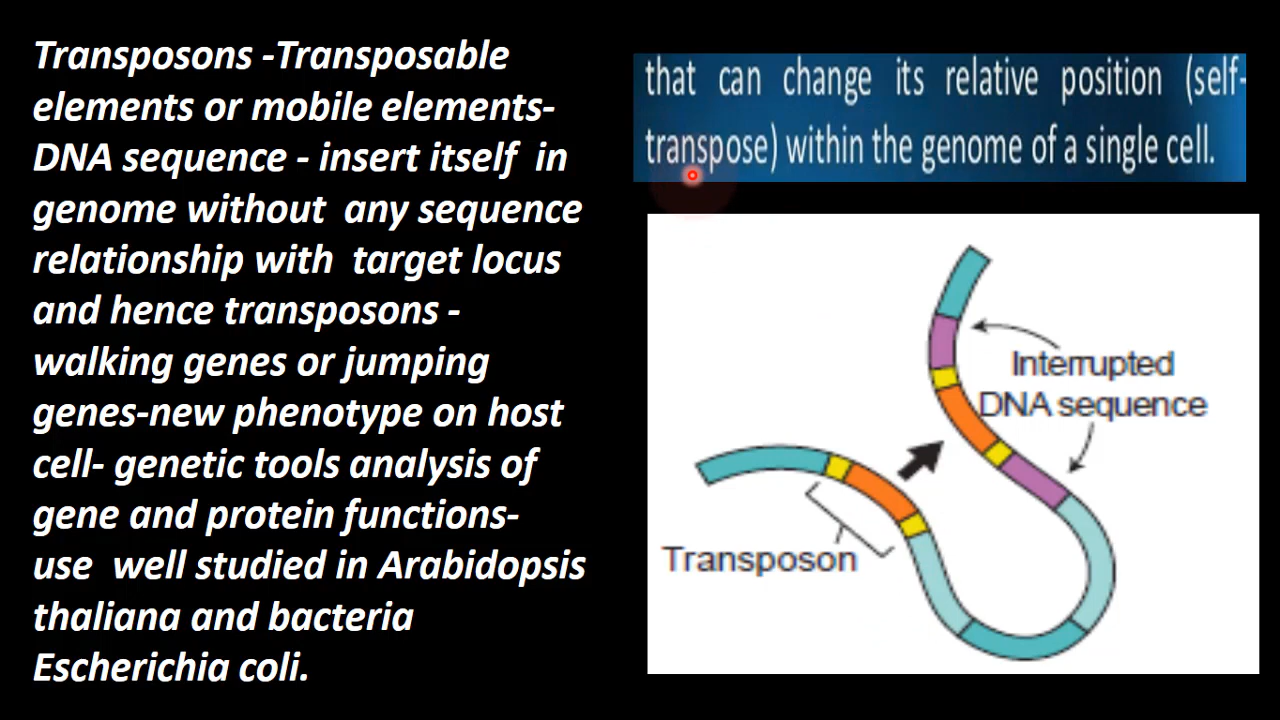 Transposons -Transposable
elements or mobile elements-
DNA sequence - insert itself in
genome without any sequence
relationship with target locus
and hence transposons -
walking genes or jumping
genes-new phenotype on host
cell- genetic tools analysis of
gene and protein functions-
use well studied in Arabidopsis
thaliana and bacteria
Escherichia coli.
that can change its relative position (self-
transpose) within the genome of a single cell.
Interrupted
DNA sequence
Transposon